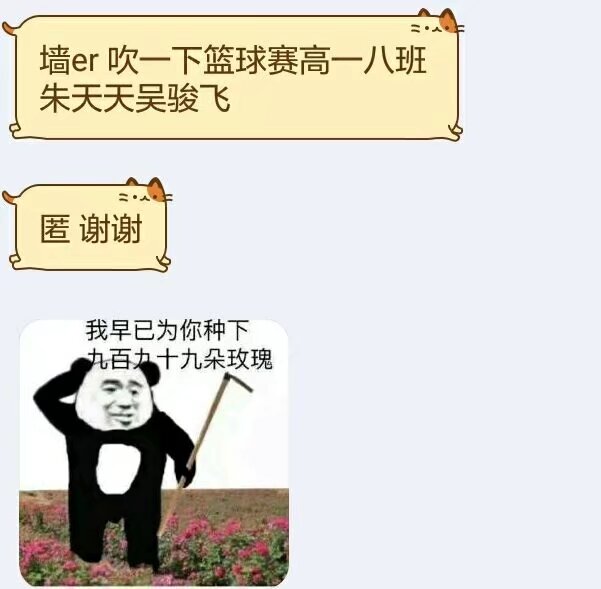 墙er 吹一下篮球赛高一八班
朱天天吴骏飞
匿 谢谢
我早已为你种下
九百九十九朵玫瑰